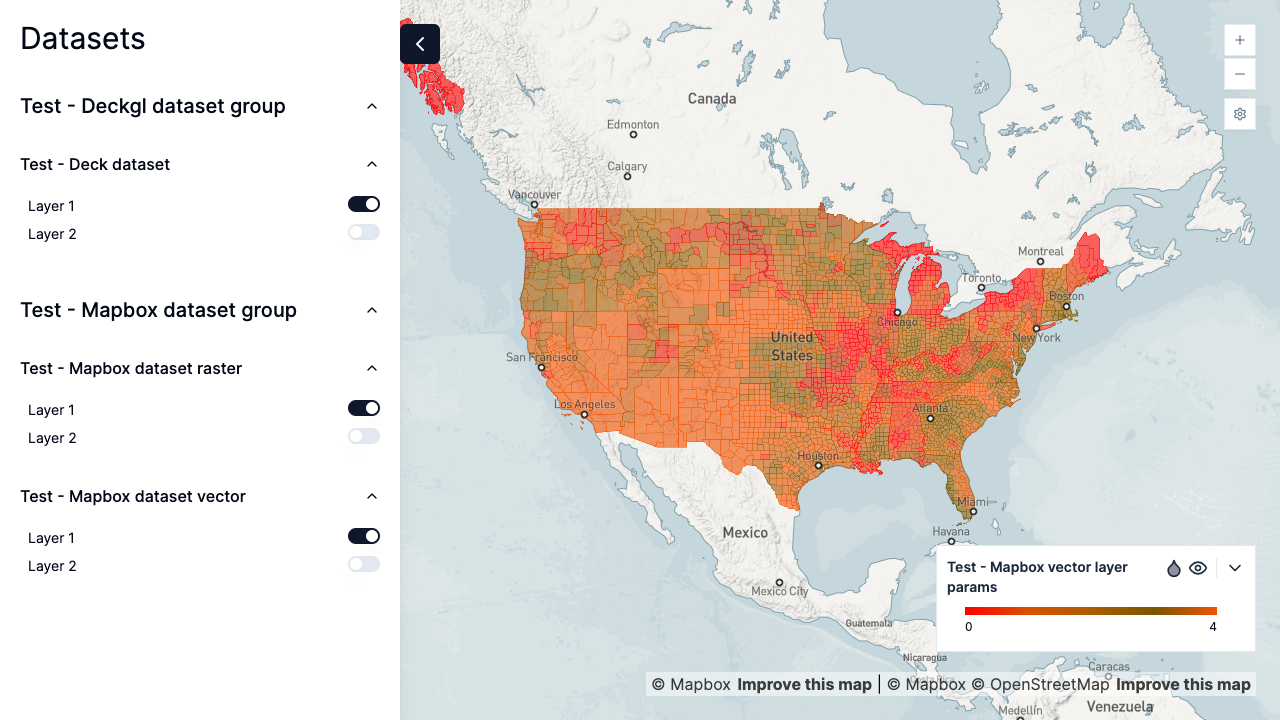 Datasets
Test - Deckgl dataset group
Test - Deck dataset
Layer 1
Layer 2
Test - Mapbox dataset group
Test - Mapbox dataset raster
Layer 1
Layer 2
Test - Mapbox dataset vector
Layer 1
Layer 2
Canada
Edmonton
Calgary
Vancouver
Montreal
Toronto
Boston
Chicago
New York
United
States
San Francisco
Los Angeles
Atlanta
Houston
Miami
Havana
Mexico
Mexico City
Guatemala
Nicaragua
Costa Rica
Caracas
Medellín
Venezuela
Test - Mapbox vector layer
params
0
4
© Mapbox Improve this map | © Mapbox © OpenStreetMap Improve this map